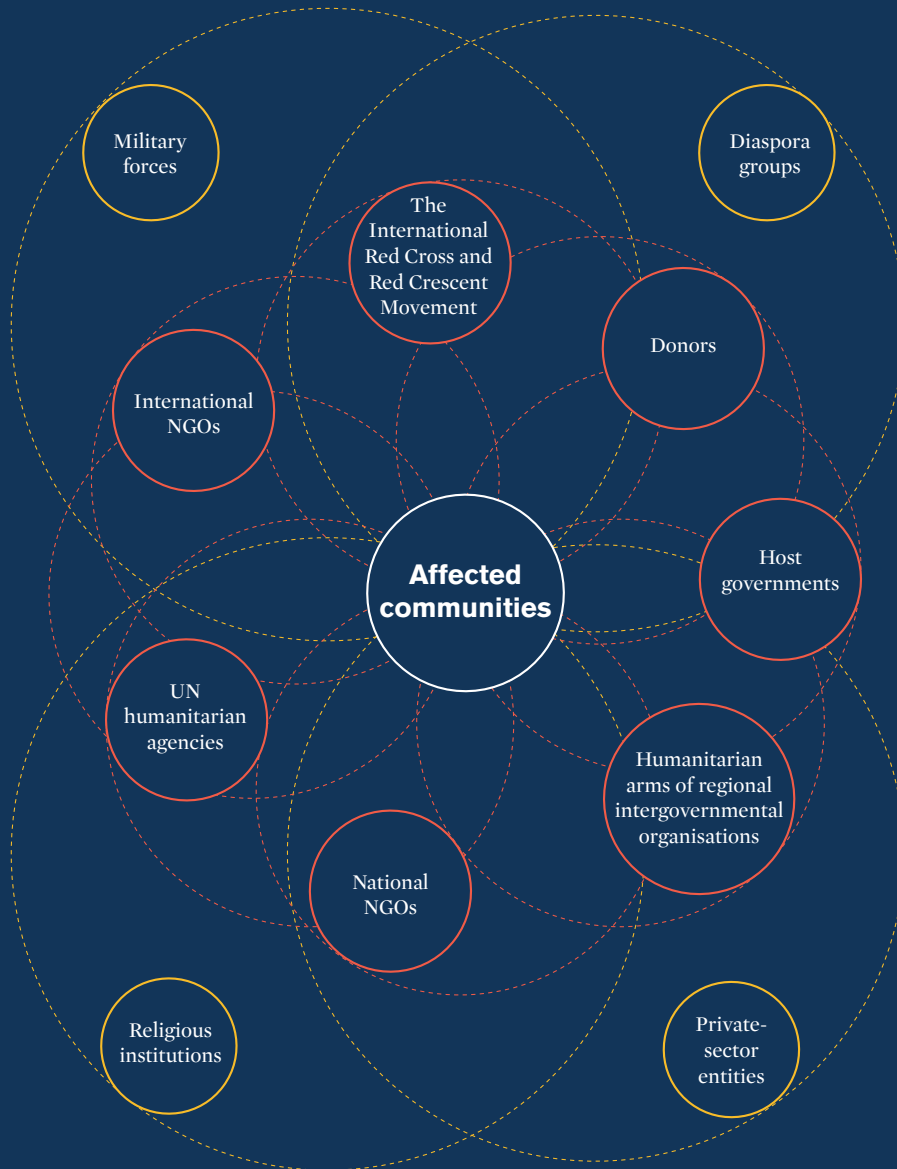 Military
forces
Diaspora
groups
The
International
Red Cross and
Red Crescent
Movement
Donors
International
NGOs
Host
governments
Affected
communities
UN
humanitarian
agencies
Humanitarian
arms of regional
intergovernmental
organisations
National
NGOs
Religious
institutions
Private-
sector
entities